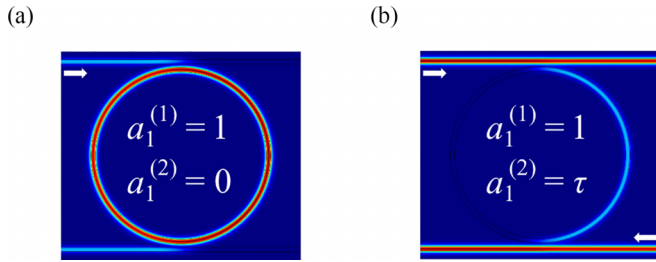 (a)
(b)
a₁⁽¹⁾ = 1
a₁⁽²⁾ = 0
a₁⁽¹⁾ = 1
a₁⁽²⁾ = τ